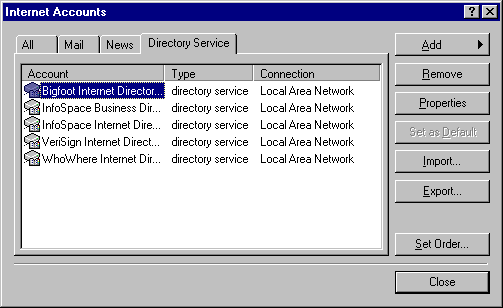 Internet Accounts
All Mail News Directory Service
Add
Account Type Connection
Bigfoot Internet Director... directory service Local Area Network
Remove
InfoSpace Business Dir... directory service Local Area Network
Properties
InfoSpace Internet Dire... directory service Local Area Network
Set as Default
VeriSign Internet Direct... directory service Local Area Network
WhoWhere Internet Dir... directory service Local Area Network
Import...
Export...
Set Order...
Close